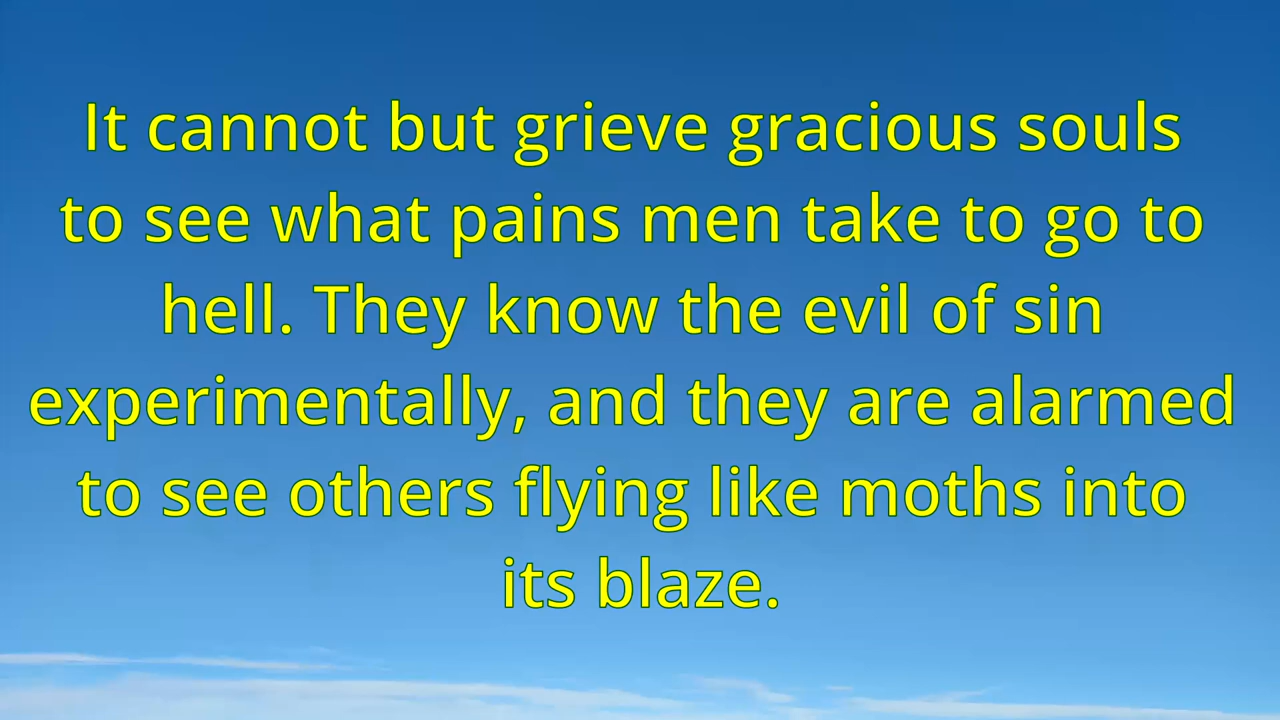 It cannot but grieve gracious souls
to see what pains men take to go to
hell. They know the evil of sin
experimentally, and they are alarmed
to see others flying like moths into
its blaze.